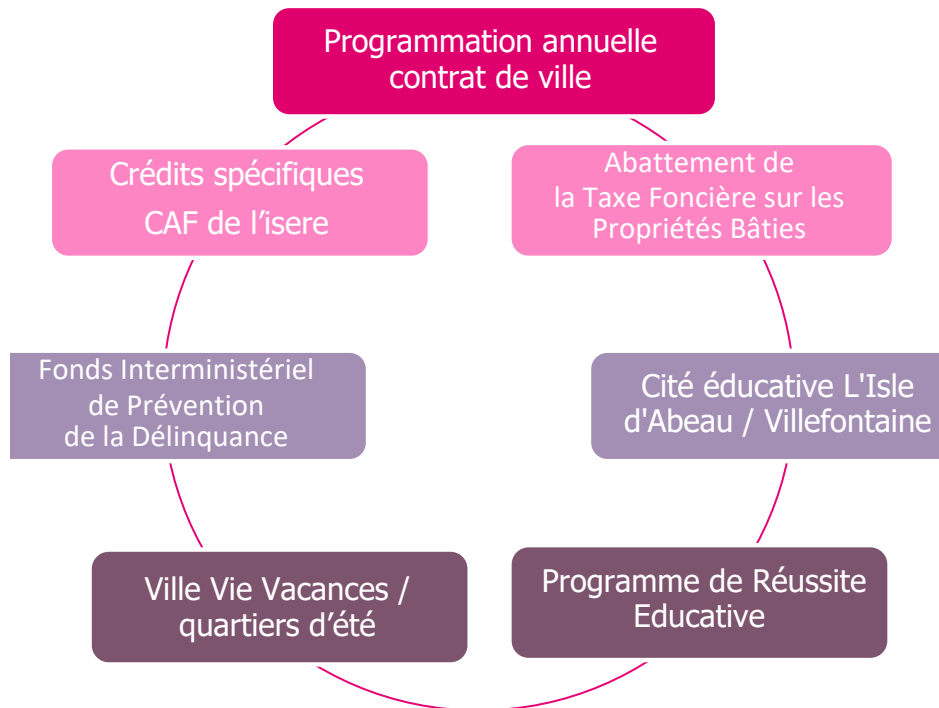 Programmation annuelle
contrat de ville
Crédits spécifiques
CAF de l'isere
Abattement de
la Taxe Foncière sur les
Propriétés Bâties
Fonds Interministériel
de Prévention
de la Délinquance
Cité éducative L'Isle
d'Abeau / Villefontaine
Ville Vie Vacances /
quartiers d'été
Programme de Réussite
Educative